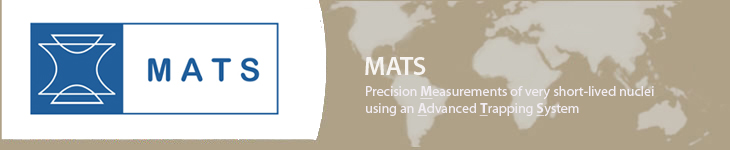 MATS
MATS
Precision Measurements of very short-lived nuclei
using an Advanced Trapping System